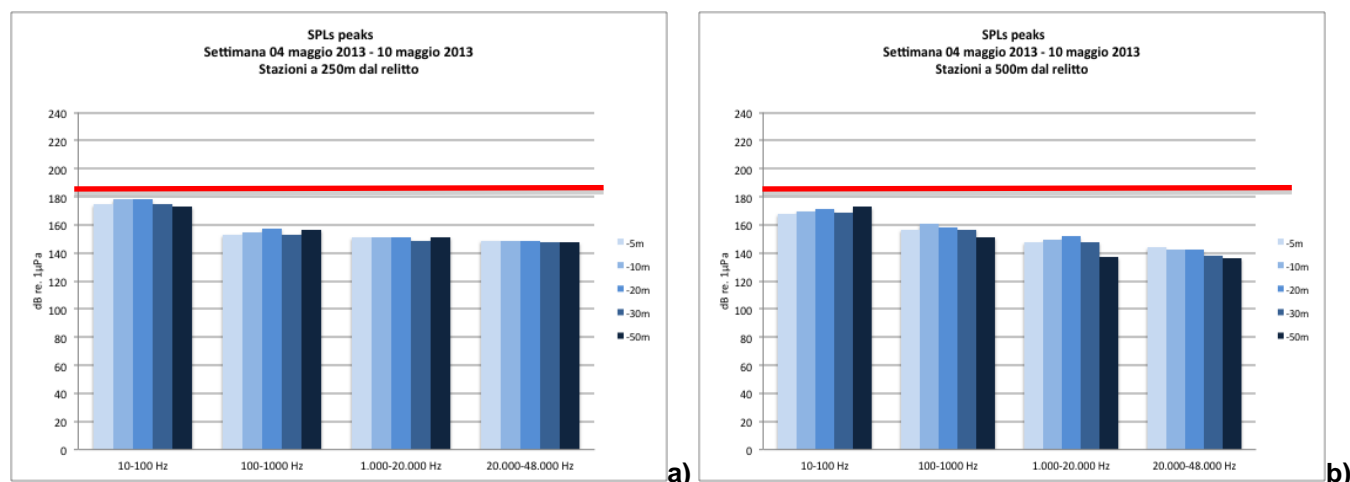 SPLs peaks
Settimana 04 maggio 2013 - 10 maggio 2013
Stazioni a 250m dal relitto
240
220
200
180
160
140
120
100
80
60
40
20
0
dB re. 1µPa
10-100 Hz
100-1000 Hz
1.000-20.000 Hz
20.000-48.000 Hz
-5m
-10m
-20m
-30m
-50m
a)
SPLs peaks
Settimana 04 maggio 2013 - 10 maggio 2013
Stazioni a 500m dal relitto
240
220
200
180
160
140
120
100
80
60
40
20
0
dB re. 1µPa
10-100 Hz
100-1000 Hz
1.000-20.000 Hz
20.000-48.000 Hz
-5m
-10m
-20m
-30m
-50m
b)